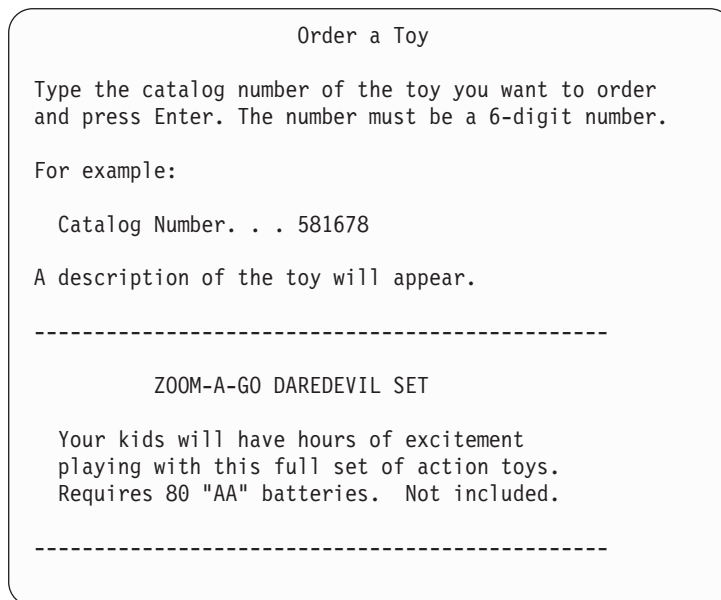 Order a Toy
Type the catalog number of the toy you want to order
and press Enter. The number must be a 6-digit number.
For example:
Catalog Number. . . 581678
A description of the toy will appear.
------------------------------------------------
ZOOM-A-GO DAREDEVIL SET
Your kids will have hours of excitement
playing with this full set of action toys.
Requires 80 "AA" batteries.  Not included.
------------------------------------------------